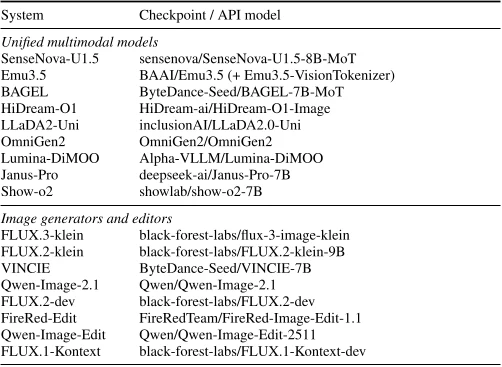 System Checkpoint / API model
Unified multimodal models
SenseNova-U1.5 sensenova/SenseNova-U1.5-8B-MoT
Emu3.5 BAAI/Emu3.5 (+ Emu3.5-VisionTokenizer)
BAGEL ByteDance-Seed/BAGEL-7B-MoT
HiDream-O1 HiDream-ai/HiDream-O1-Image
LLaDA2-Uni inclusionAI/LLaDA2.0-Uni
OmniGen2 OmniGen2/OmniGen2
Lumina-DiMOO Alpha-VLLM/Lumina-DiMOO
Janus-Pro deepseek-ai/Janus-Pro-7B
Show-o2 showlab/show-o2-7B
Image generators and editors
FLUX.3-klein black-forest-labs/flux-3-image-klein
FLUX.2-klein black-forest-labs/FLUX.2-klein-9B
VINCIE ByteDance-Seed/VINCIE-7B
Qwen-Image-2.1 Qwen/Qwen-Image-2.1
FLUX.2-dev black-forest-labs/FLUX.2-dev
FireRed-Edit FireRedTeam/FireRed-Image-Edit-1.1
Qwen-Image-Edit Qwen/Qwen-Image-Edit-2511
FLUX.1-Kontext black-forest-labs/FLUX.1-Kontext-dev